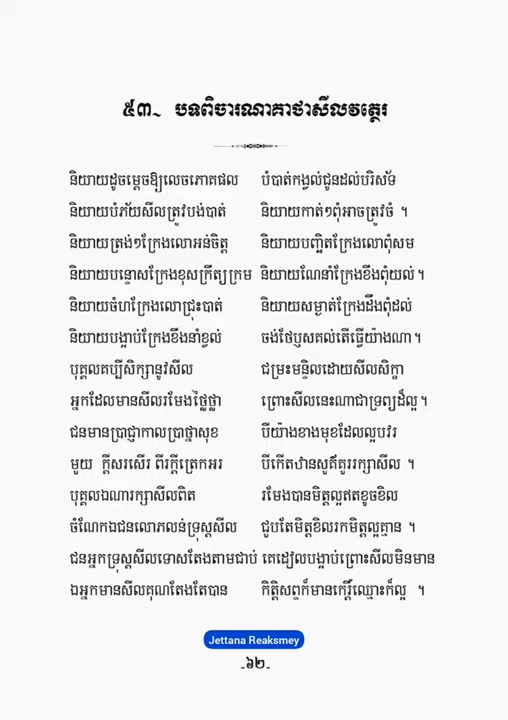 ៥៣~ បទពិចារណាគាថាសីលវត្ថេរ
និយាយដូចម្ដេចឱ្យលេចភោគផល បំបាត់កង្វល់ជូនដល់បរិស័ទ
និយាយបំភ័យសីលត្រូវបង់បាត់ និយាយកាត់ៗពុំអាចត្រូវចំ ។
និយាយត្រង់ៗក្រែងលោអន់ចិត្ត និយាយបញ្ឆិតក្រែងលោពុំសម
និយាយបន្ទោសក្រែងខុសក្រឹត្យក្រម និយាយណែនាំក្រែងខឹងពុំយល់។
និយាយចំហក្រែងលោជ្រុះបាត់ និយាយសម្ងាត់ក្រែងដឹងពុំដល់
និយាយបង្អាប់ក្រែងខឹងនាំខ្វល់ ចង់ថែប្ញសគល់តើធ្វើយ៉ាងណា។
បុគ្គលគប្បីសិក្សានូវសីល ជម្រះមន្ទិលដោយសីលសិក្ខា
អ្នកដែលមានសីលរមែងថ្លៃថ្លា ព្រោះសីលនេះណាជាទ្រព្យដ៏ល្អ។
ជនមានប្រាជ្ញាកាលប្រាថ្នាសុខ បីយ៉ាងខាងមុខដែលល្អបវរ
មួយ ក្ដីសរសើរ ពីរក្ដីត្រេកអរ បីកើតឋានសួគ៌គួររក្សាសីល ។
បុគ្គលឯណារក្សាសីលពិត រមែងបានមិត្តល្អឥតខូចខិល
ចំណែកឯជនលោភលន់ទ្រុស្តសីល ជួបតែមិត្តខិលរកមិត្តល្អគ្មាន ។
ជនអ្នកទ្រុស្តសីលទោសតែងតាមជាប់ គេដៀលបង្អាប់ព្រោះសីលមិនមាន
ឯអ្នកមានសីលគុណតែងតែបាន កិត្តិសព្ទក៏មានកេរ្តិ៍ឈ្មោះក៏ល្អ ។
Jettana Reaksmey
-៦២-